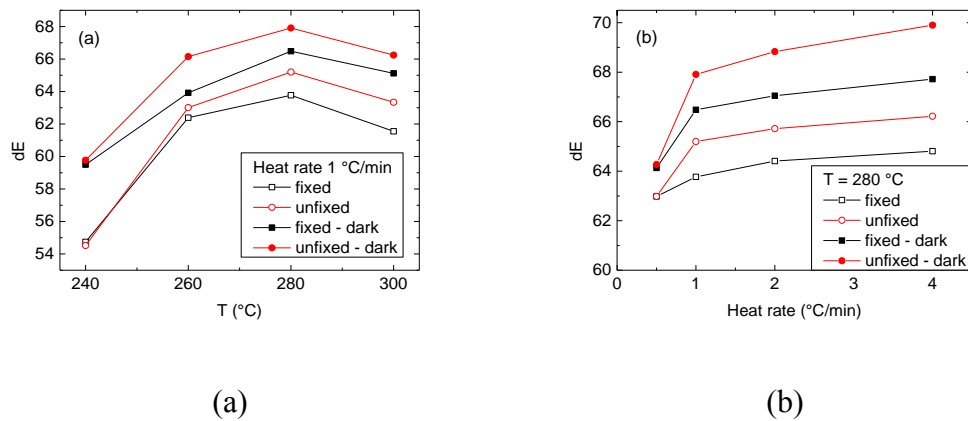 (a)
68
66
64
62
60
58
56
54
dE
240 260 280 300
T (°C)
Heat rate 1 °C/min
fixed
unfixed
fixed - dark
unfixed - dark
(b)
70
68
66
64
62
60
dE
0 1 2 3 4
Heat rate (°C/min)
T = 280 °C
fixed
unfixed
fixed - dark
unfixed - dark
(a) (b)